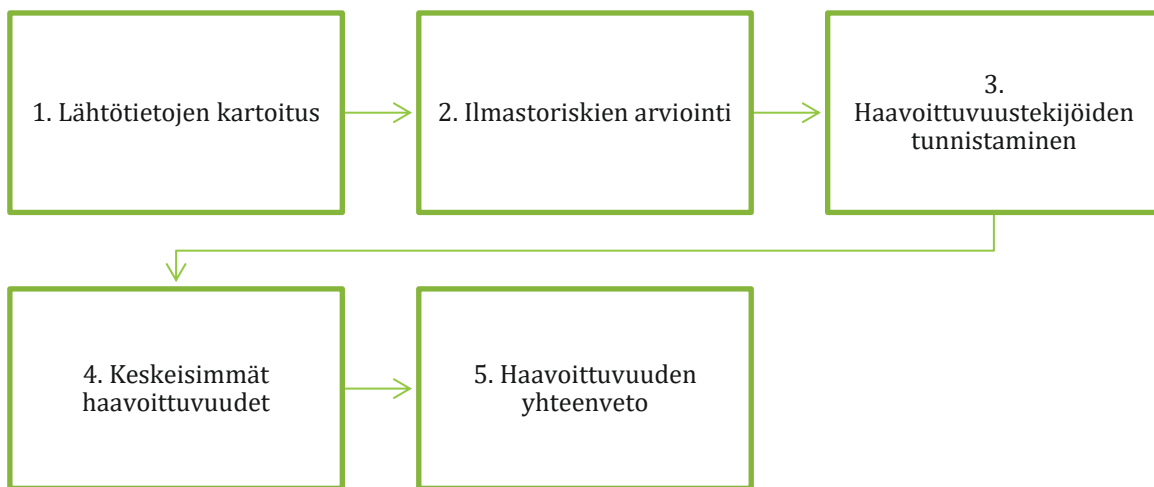 1. Lähtötietojen kartoitus
2. Ilmastoriskien arviointi
3.
Haavoittuvuustekijöiden
tunnistaminen
4. Keskeisimmät
haavoittuvuudet
5. Haavoittuvuuden
yhteenveto